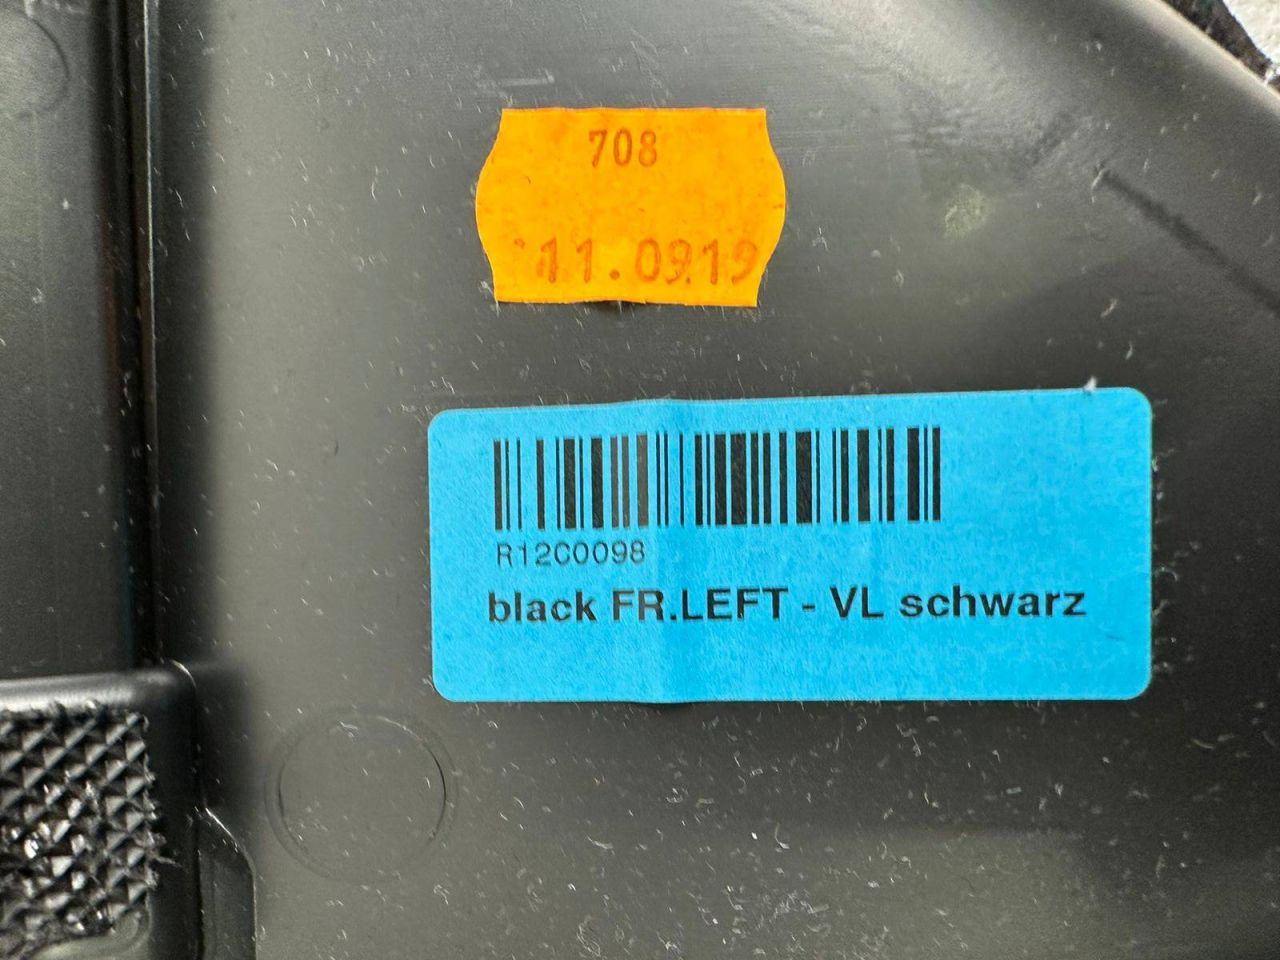 708
11.09.19
R12C0098
black FR.LEFT - VL schwarz